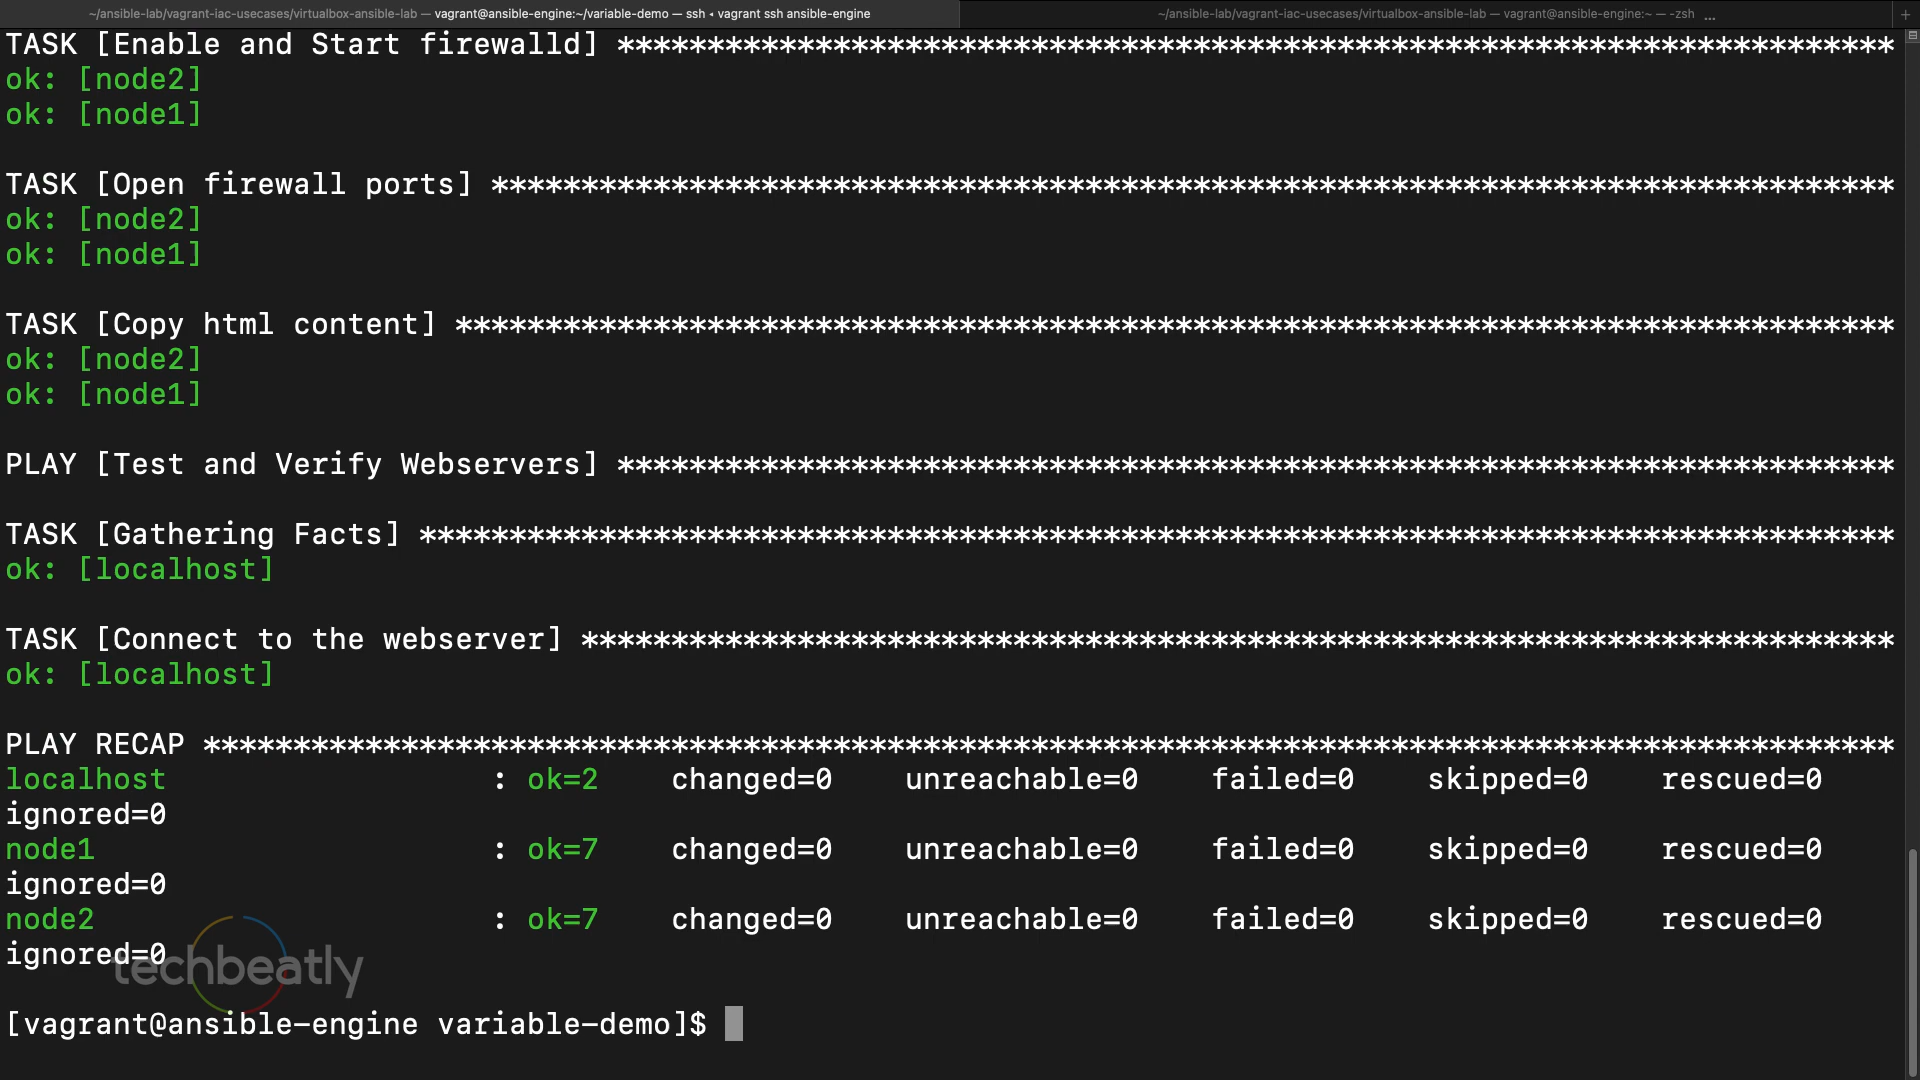 ~/ansible-lab/vagrant-iac-usecases/virtualbox-ansible-lab — vagrant@ansible-engine:~/variable-demo — ssh ◂ vagrant ssh ansible-engine
~/ansible-lab/vagrant-iac-usecases/virtualbox-ansible-lab — vagrant@ansible-engine:~ — -zsh ...
TASK [Enable and Start firewalld] ***********************************************************************
ok: [node2]
ok: [node1]
TASK [Open firewall ports] ******************************************************************************
ok: [node2]
ok: [node1]
TASK [Copy html content] ********************************************************************************
ok: [node2]
ok: [node1]
PLAY [Test and Verify Webservers] ***********************************************************************
TASK [Gathering Facts] **********************************************************************************
ok: [localhost]
TASK [Connect to the webserver] *************************************************************************
ok: [localhost]
PLAY RECAP **********************************************************************************************
localhost : ok=2 changed=0 unreachable=0 failed=0 skipped=0 rescued=0
ignored=0
node1 : ok=7 changed=0 unreachable=0 failed=0 skipped=0 rescued=0
ignored=0
node2 : ok=7 changed=0 unreachable=0 failed=0 skipped=0 rescued=0
ignored=0
techbeatly
[vagrant@ansible-engine variable-demo]$